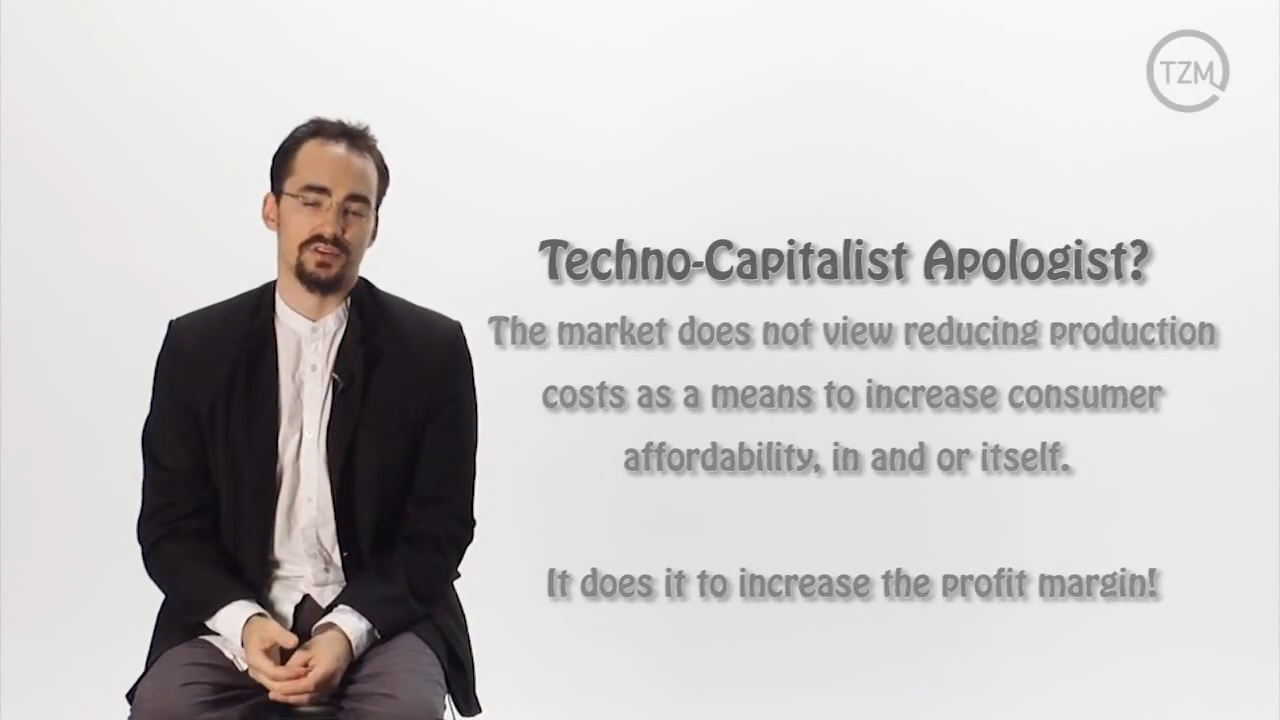 TZM
Techno-Capitalist Apologist?
The market does not view reducing production
costs as a means to increase consumer
affordability, in and or itself.
It does it to increase the profit margin!